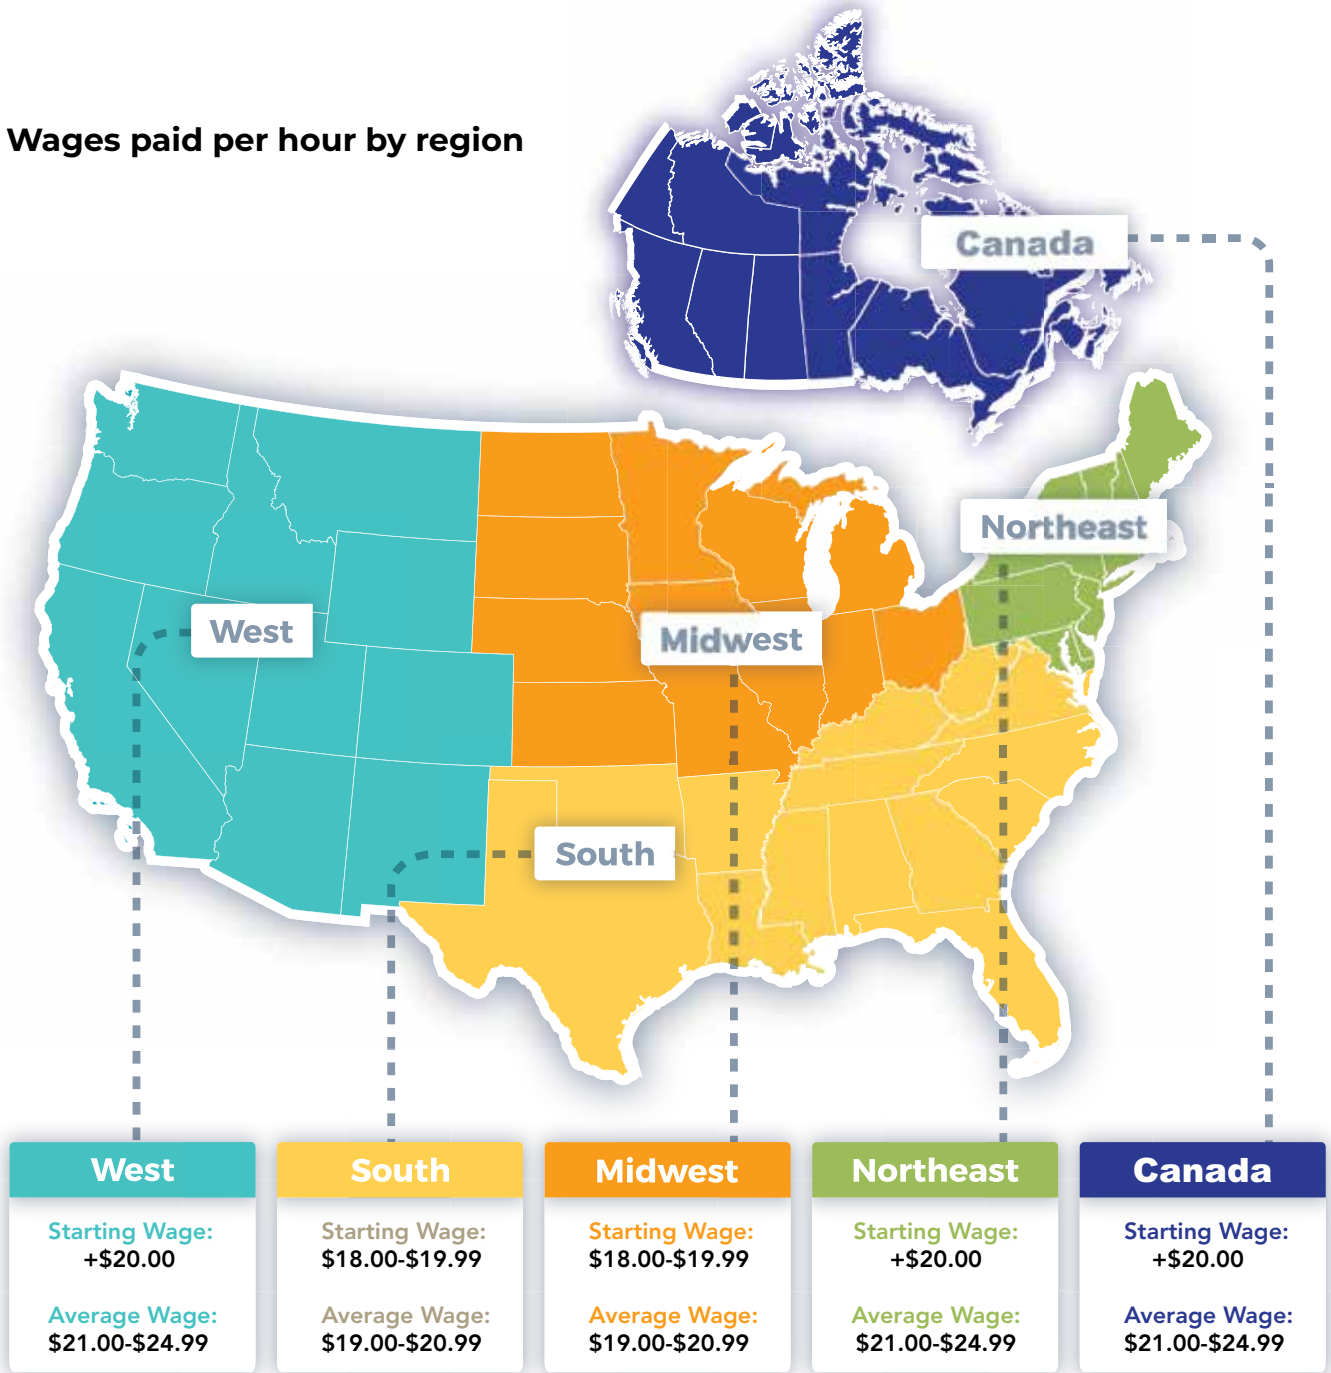 Wages paid per hour by region
Canada
Northeast
West
Midwest
South
West
Starting Wage:
+$20.00
Average Wage:
$21.00-$24.99
South
Starting Wage:
$18.00-$19.99
Average Wage:
$19.00-$20.99
Midwest
Starting Wage:
$18.00-$19.99
Average Wage:
$19.00-$20.99
Northeast
Starting Wage:
+$20.00
Average Wage:
$21.00-$24.99
Canada
Starting Wage:
+$20.00
Average Wage:
$21.00-$24.99